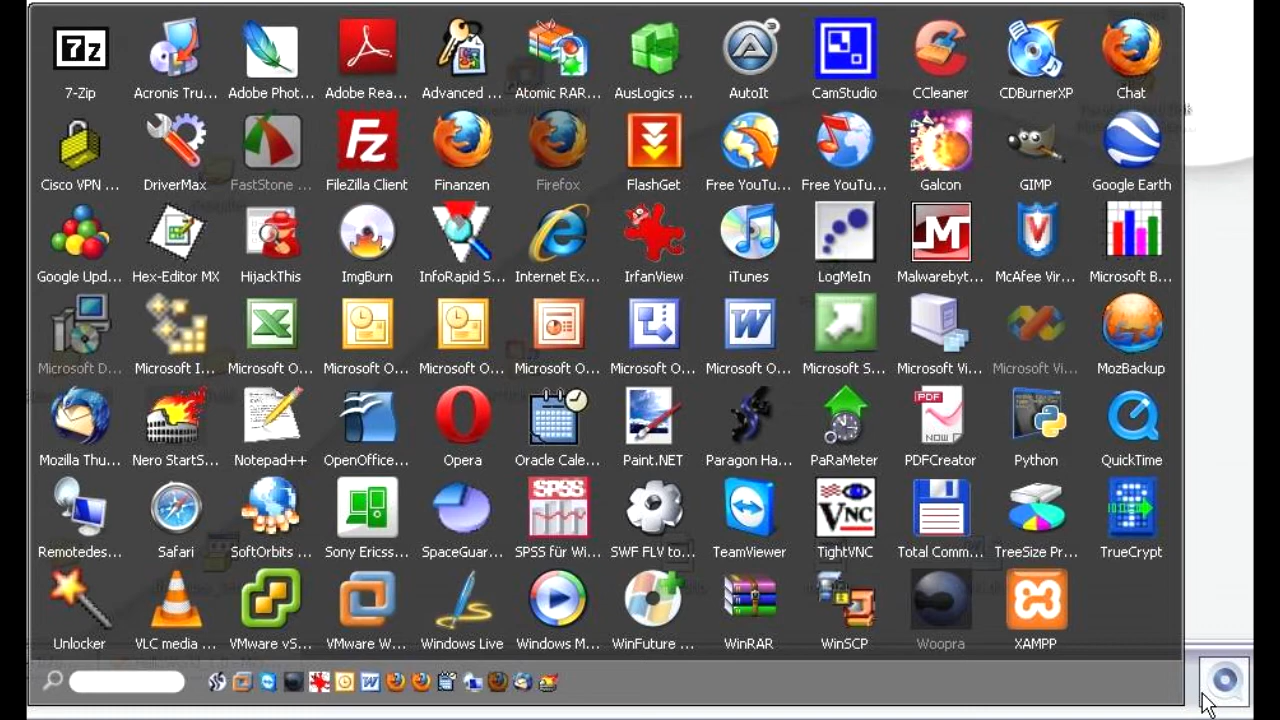 7-Zip Acronis Tru... Adobe Phot... Adobe Rea... Advanced ... Atomic RAR... AusLogics ... AutoIt CamStudio CCleaner CDBurnerXP Chat
Cisco VPN ... DriverMax FastStone ... FileZilla Client Finanzen Firefox FlashGet Free YouTu... Free YouTu... Galcon GIMP Google Earth
Google Upd... Hex-Editor MX HijackThis ImgBurn InfoRapid S... Internet Ex... IrfanView iTunes LogMeIn Malwarebyt... McAfee Vir... Microsoft B...
Microsoft D... Microsoft I... Microsoft O... Microsoft O... Microsoft O... Microsoft O... Microsoft O... Microsoft O... Microsoft S... Microsoft Vi... Microsoft Vi... MozBackup
Mozilla Thu... Nero StartS... Notepad++ OpenOffice... Opera Oracle Cale... Paint.NET Paragon Ha... PaRaMeter PDFCreator Python QuickTime
Remotedes... Safari SoftOrbits ... Sony Ericss... SpaceGuar... SPSS für Wi... SWF FLV to... TeamViewer TightVNC Total Comm... TreeSize Pr... TrueCrypt
Unlocker VLC media ... VMware vS... VMware W... Windows Live Windows M... WinFuture ... WinRAR WinSCP Woopra XAMPP